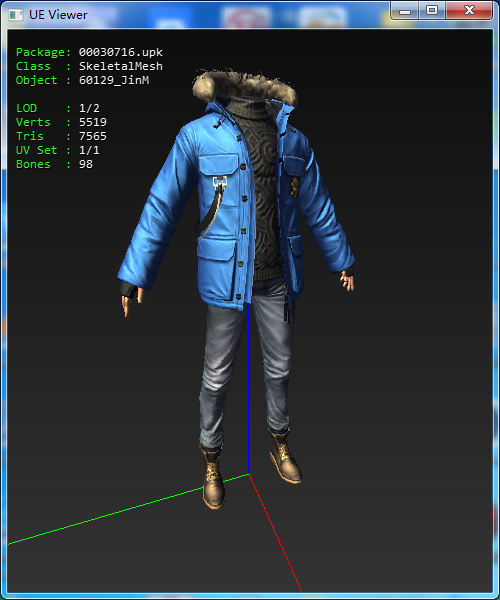 UE Viewer
Package: 00030716.upk
Class : SkeletalMesh
Object : 60129_JinM
LOD : 1/2
Verts : 5519
Tris : 7565
UV Set : 1/1
Bones : 98